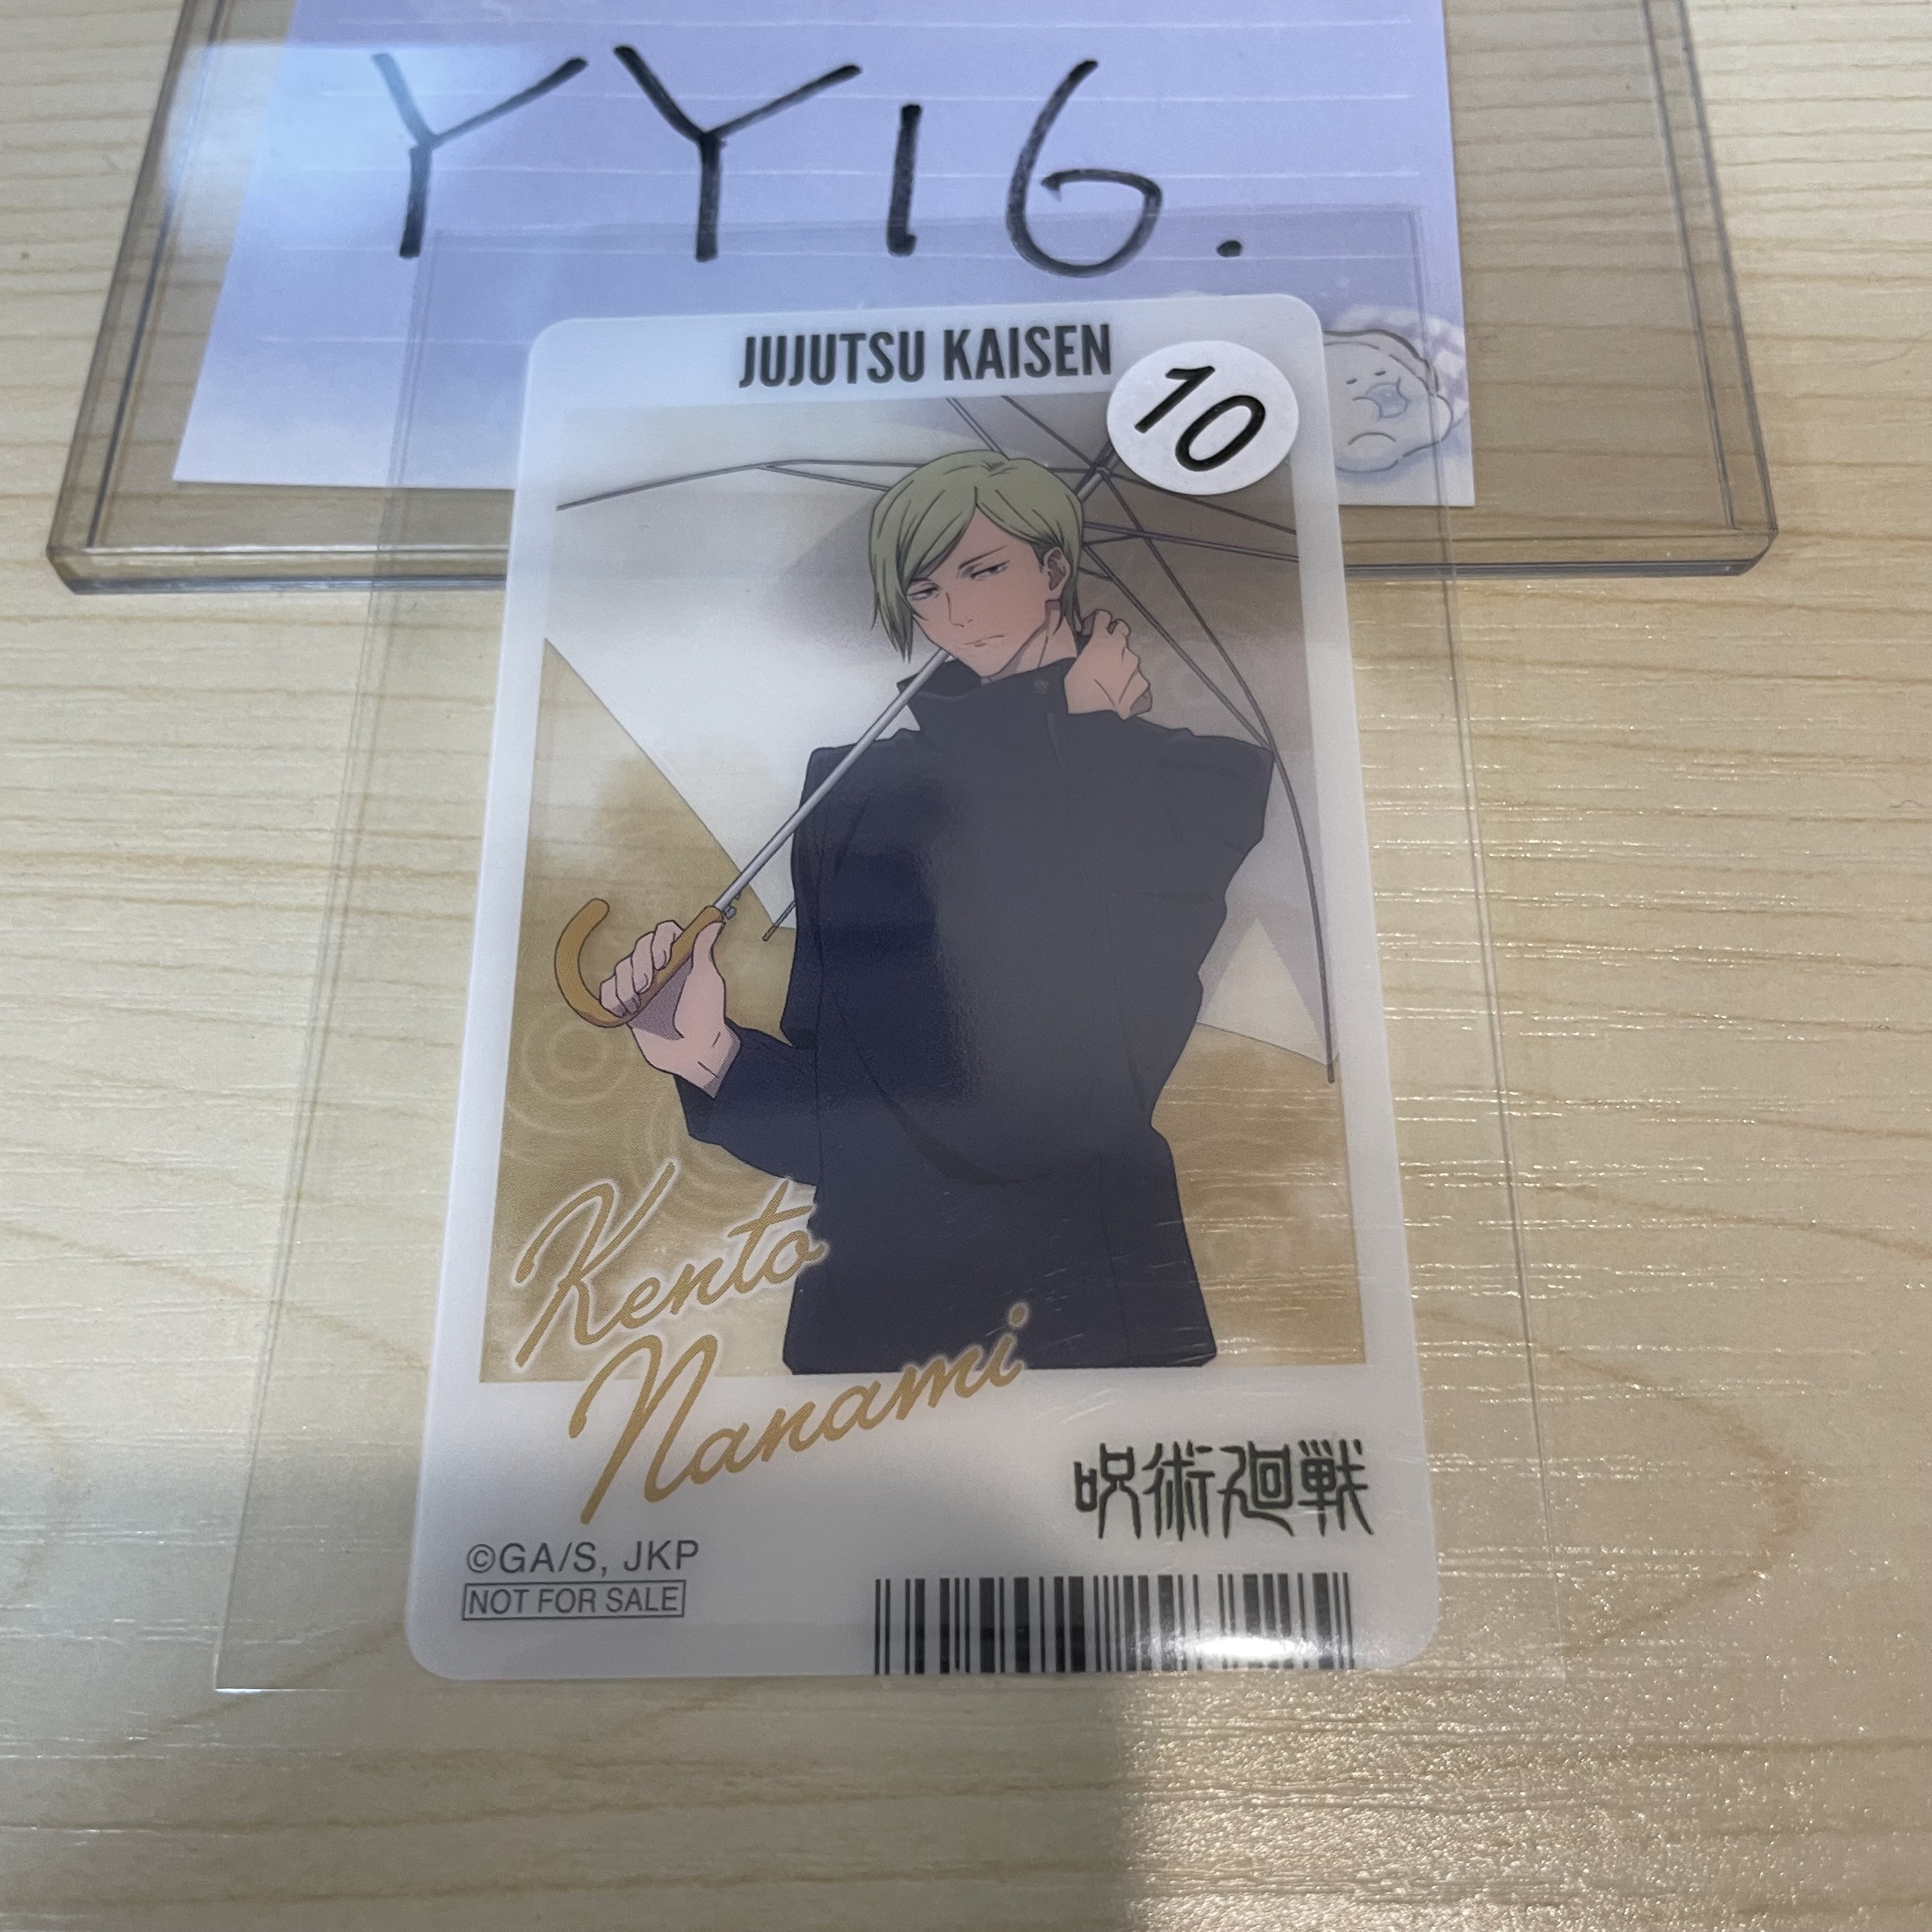 YY16.
JUJUTSU KAISEN
10
Kento
Nanami
呪術廻戦
©GA/S, JKP
NOT FOR SALE